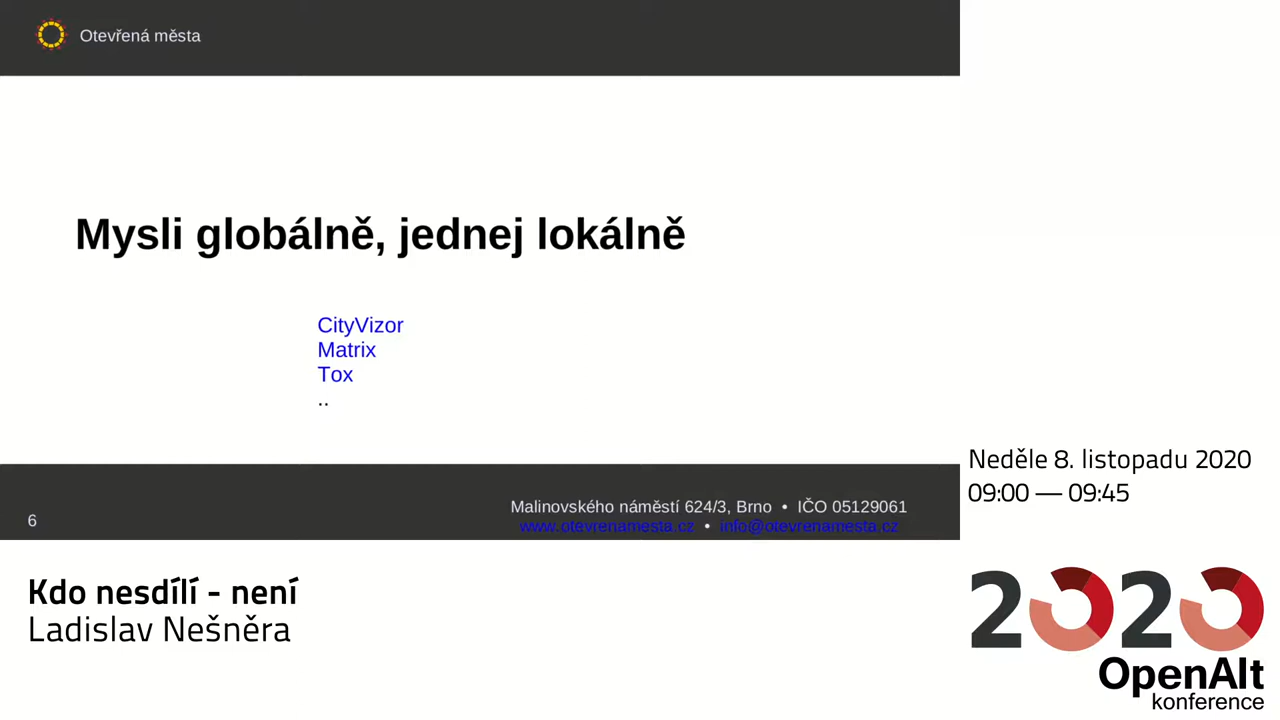 Otevřená města
Mysli globálně, jednej lokálně
CityVizor
Matrix
Tox
..
6
Malinovského náměstí 624/3, Brno • IČO 05129061
www.otevrenamesta.cz • info@otevrenamesta.cz
Neděle 8. listopadu 2020
09:00 — 09:45
Kdo nesdílí - není
Ladislav Nešněra
2020
OpenAlt
konference